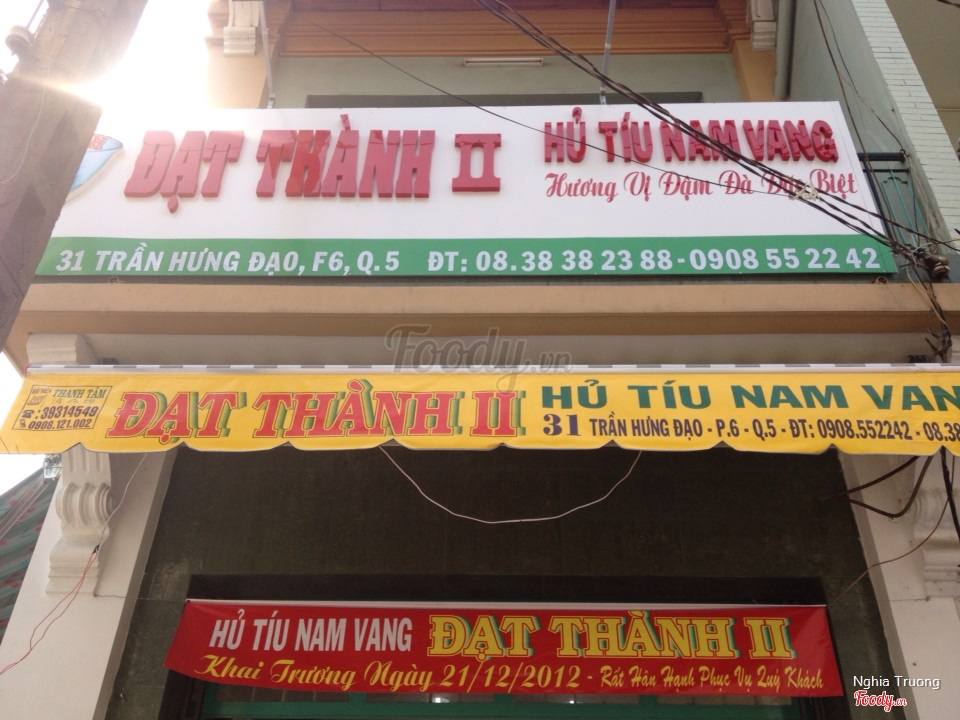 ĐẠT THÀNH II
HỦ TÍU NAM VANG
Hương Vị Đậm Đà Đặc Biệt
31 TRẦN HƯNG ĐẠO, F6, Q.5 ĐT: 08.38 38 23 88 - 0908 55 22 42
Foody.vn
THANH TÂM
39314549
0908.121.002
ĐẠT THÀNH II
HỦ TÍU NAM VAN
31 TRẦN HƯNG ĐẠO - P.6 - Q.5 - ĐT: 0908.552242 - 08.38
HỦ TÍU NAM VANG ĐẠT THÀNH II
Khai Trương Ngày 21/12/2012 - Rất Hân Hạnh Phục Vụ Quý Khách
Nghia Truong
Foody.vn